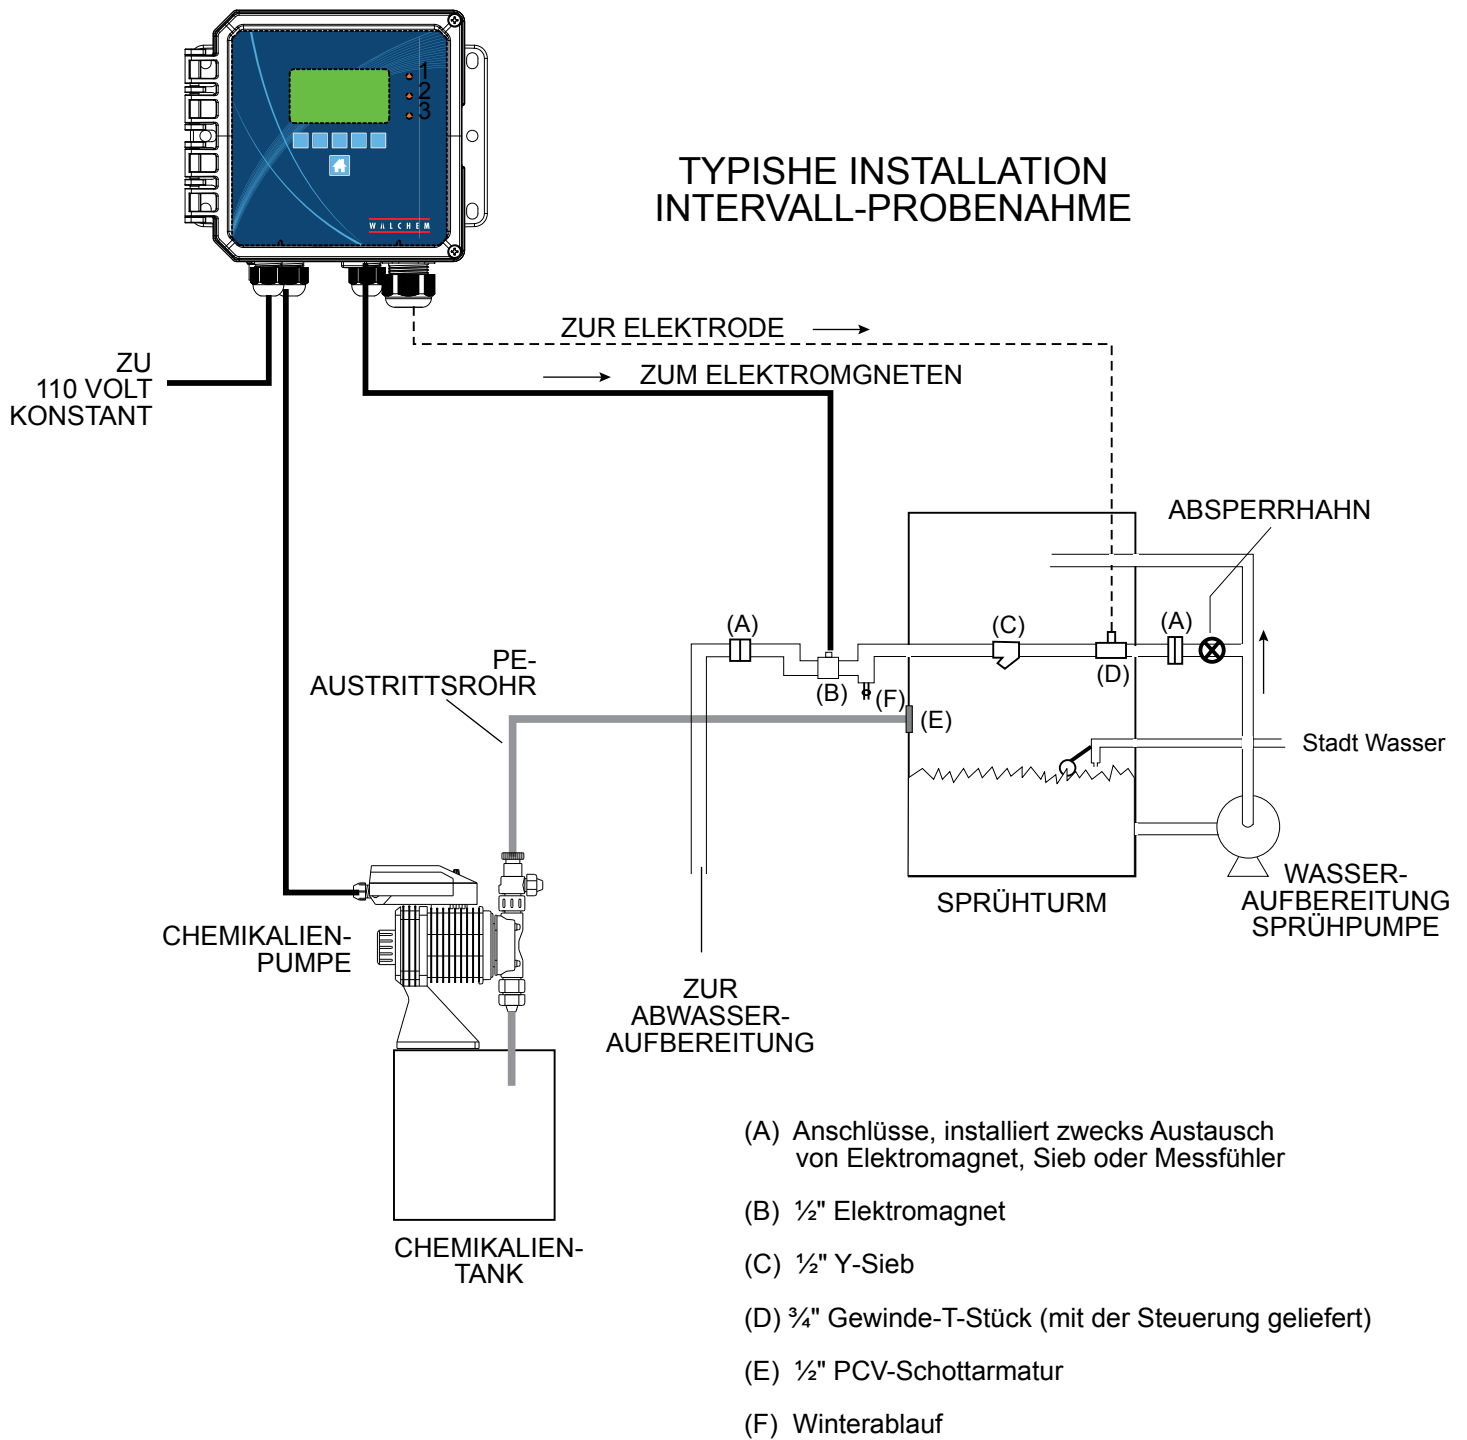 1
2
3
WALCHEM
TYPISHE INSTALLATION
INTERVALL-PROBENAHME
ZUR ELEKTRODE
ZU
110 VOLT
KONSTANT
ZUM ELEKTROMGNETEN
ABSPERRHAHN
(A)
(C)
(A)
PE-
AUSTRITTSROHR
(B)
(F)
(D)
(E)
Stadt Wasser
SPRÜHTURM
WASSER-
AUFBEREITUNG
SPRÜHPUMPE
CHEMIKALIEN-
PUMPE
ZUR
ABWASSER-
AUFBEREITUNG
CHEMIKALIEN-
TANK
(A) Anschlüsse, installiert zwecks Austausch
von Elektromagnet, Sieb oder Messfühler
(B) ½" Elektromagnet
(C) ½" Y-Sieb
(D) ¾" Gewinde-T-Stück (mit der Steuerung geliefert)
(E) ½" PCV-Schottarmatur
(F) Winterablauf